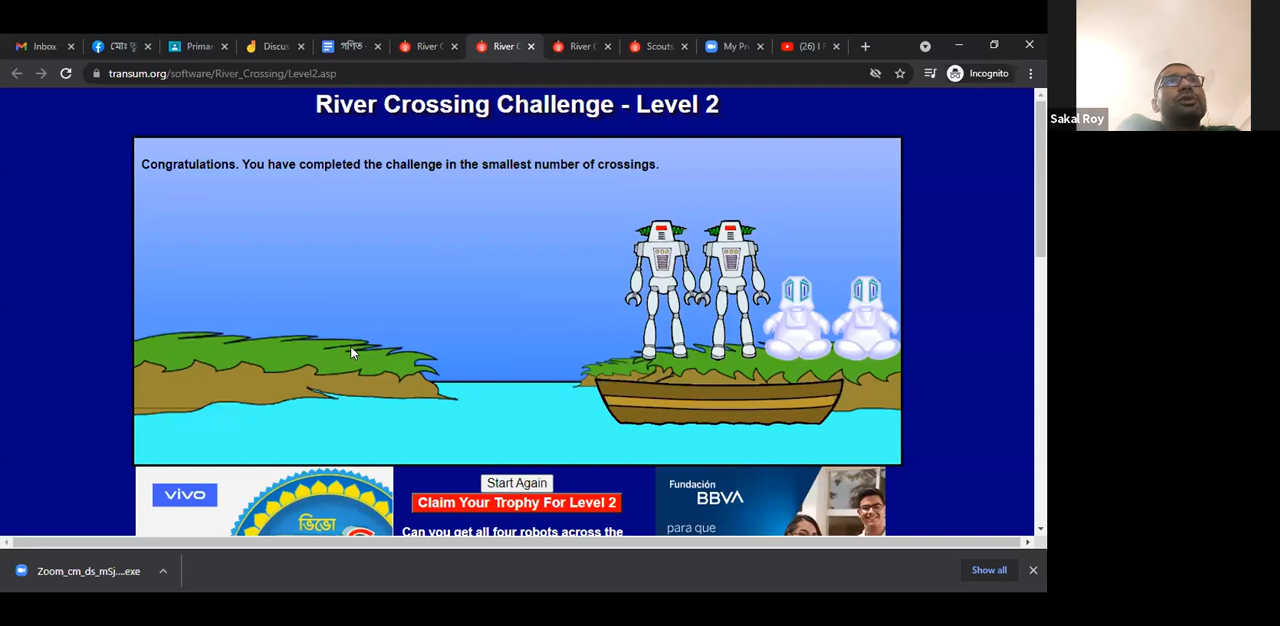 Inbox
মোঃ
Prima
Discus
গণিত
River C
River C
River C
Scouts
My Pr
(26) I F
transum.org/software/River_Crossing/Level2.asp
Incognito
Sakal Roy
River Crossing Challenge - Level 2
Congratulations. You have completed the challenge in the smallest number of crossings.
vivo
ভিভো
Start Again
Claim Your Trophy For Level 2
Can you get all four robots across the
Fundación
BBVA
para que
Zoom_cm_ds_mSj....exe
Show all